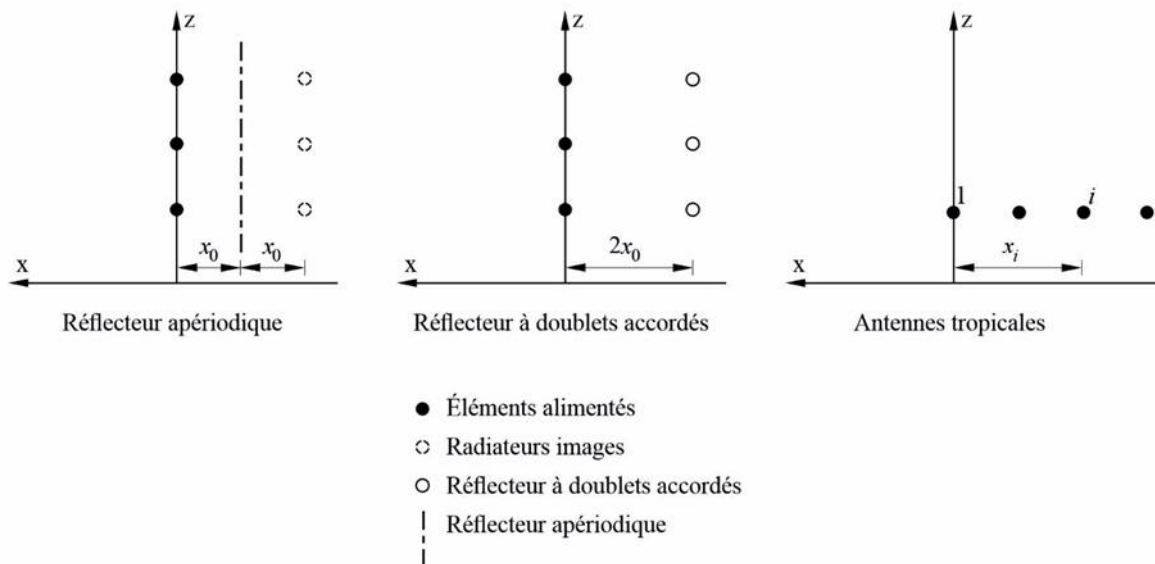 z
x₀
x₀
x
Réflecteur apériodique
z
2x₀
x
Réflecteur à doublets accordés
z
1
i
xᵢ
x
Antennes tropicales
Éléments alimentés
Radiateurs images
Réflecteur à doublets accordés
Réflecteur apériodique